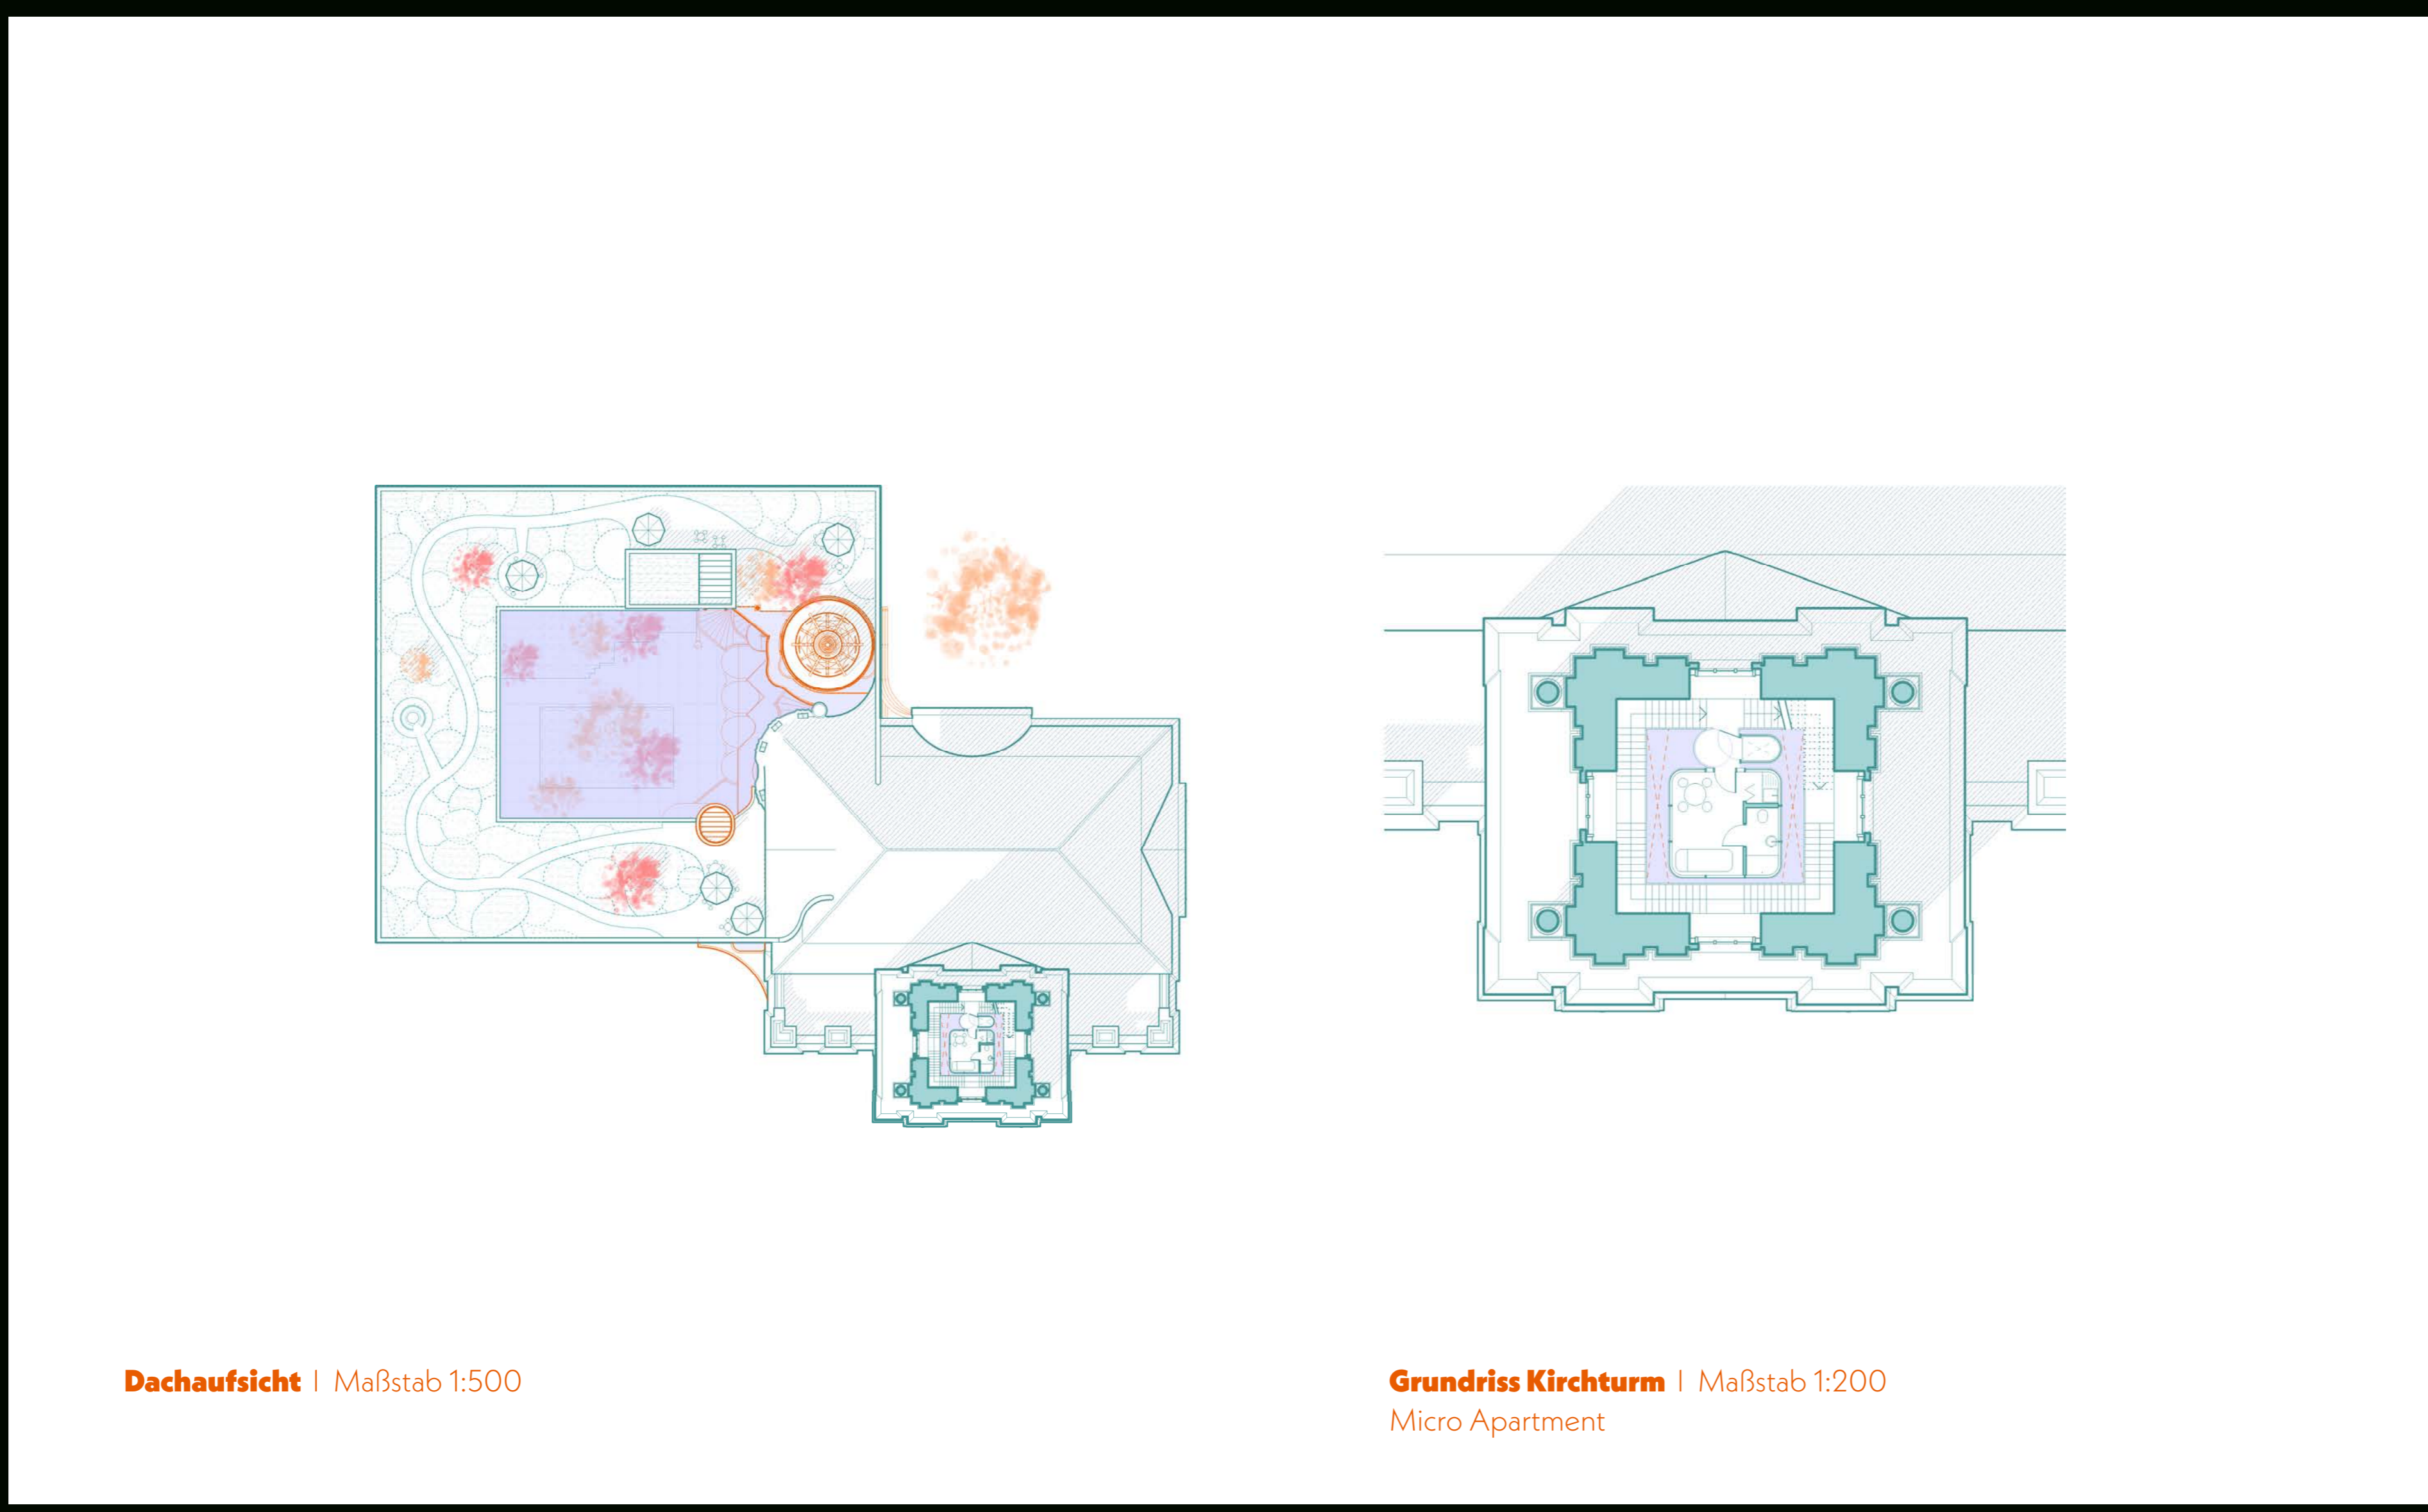 Dachaufsicht | Maßstab 1:500
Grundriss Kirchturm | Maßstab 1:200
Micro Apartment